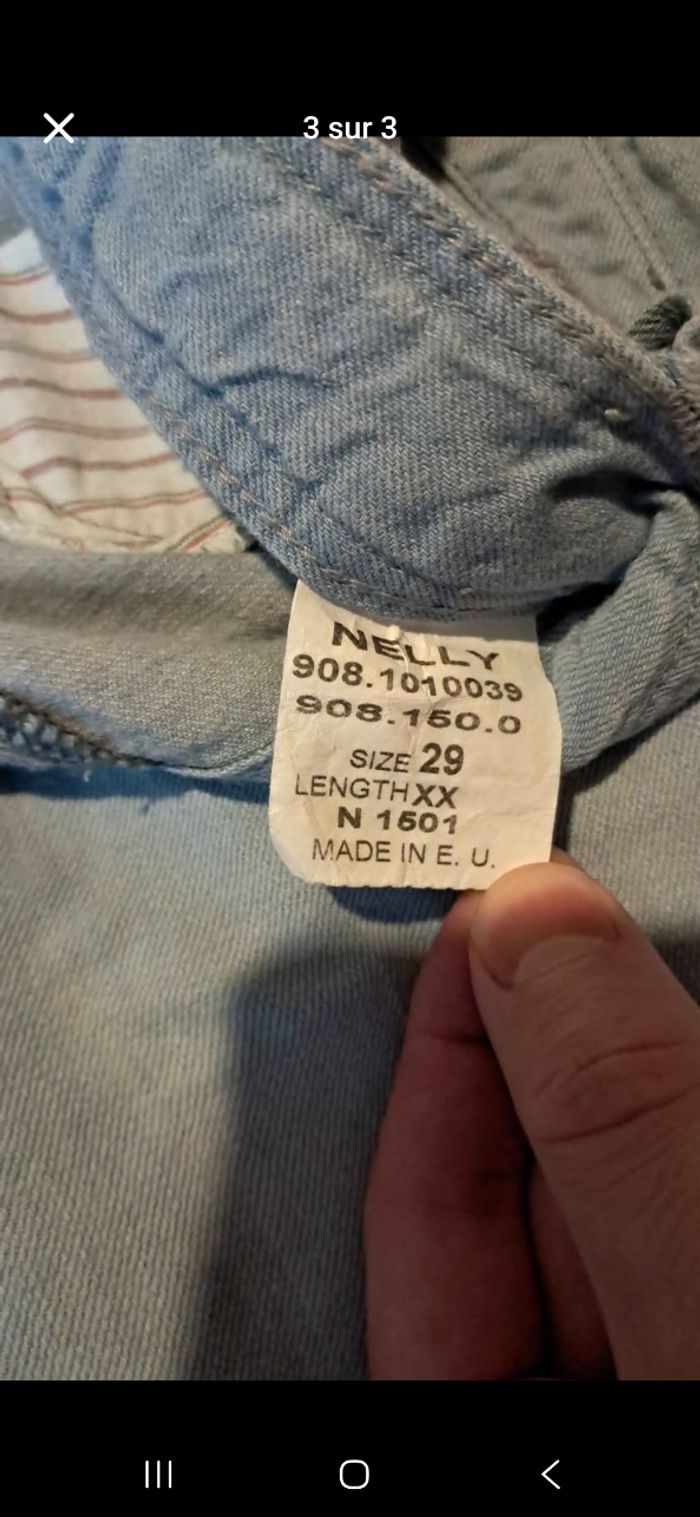 3 sur 3
NELLY
908.1010039
908.150.0
SIZE 29
LENGTH XX
N 1501
MADE IN E. U.